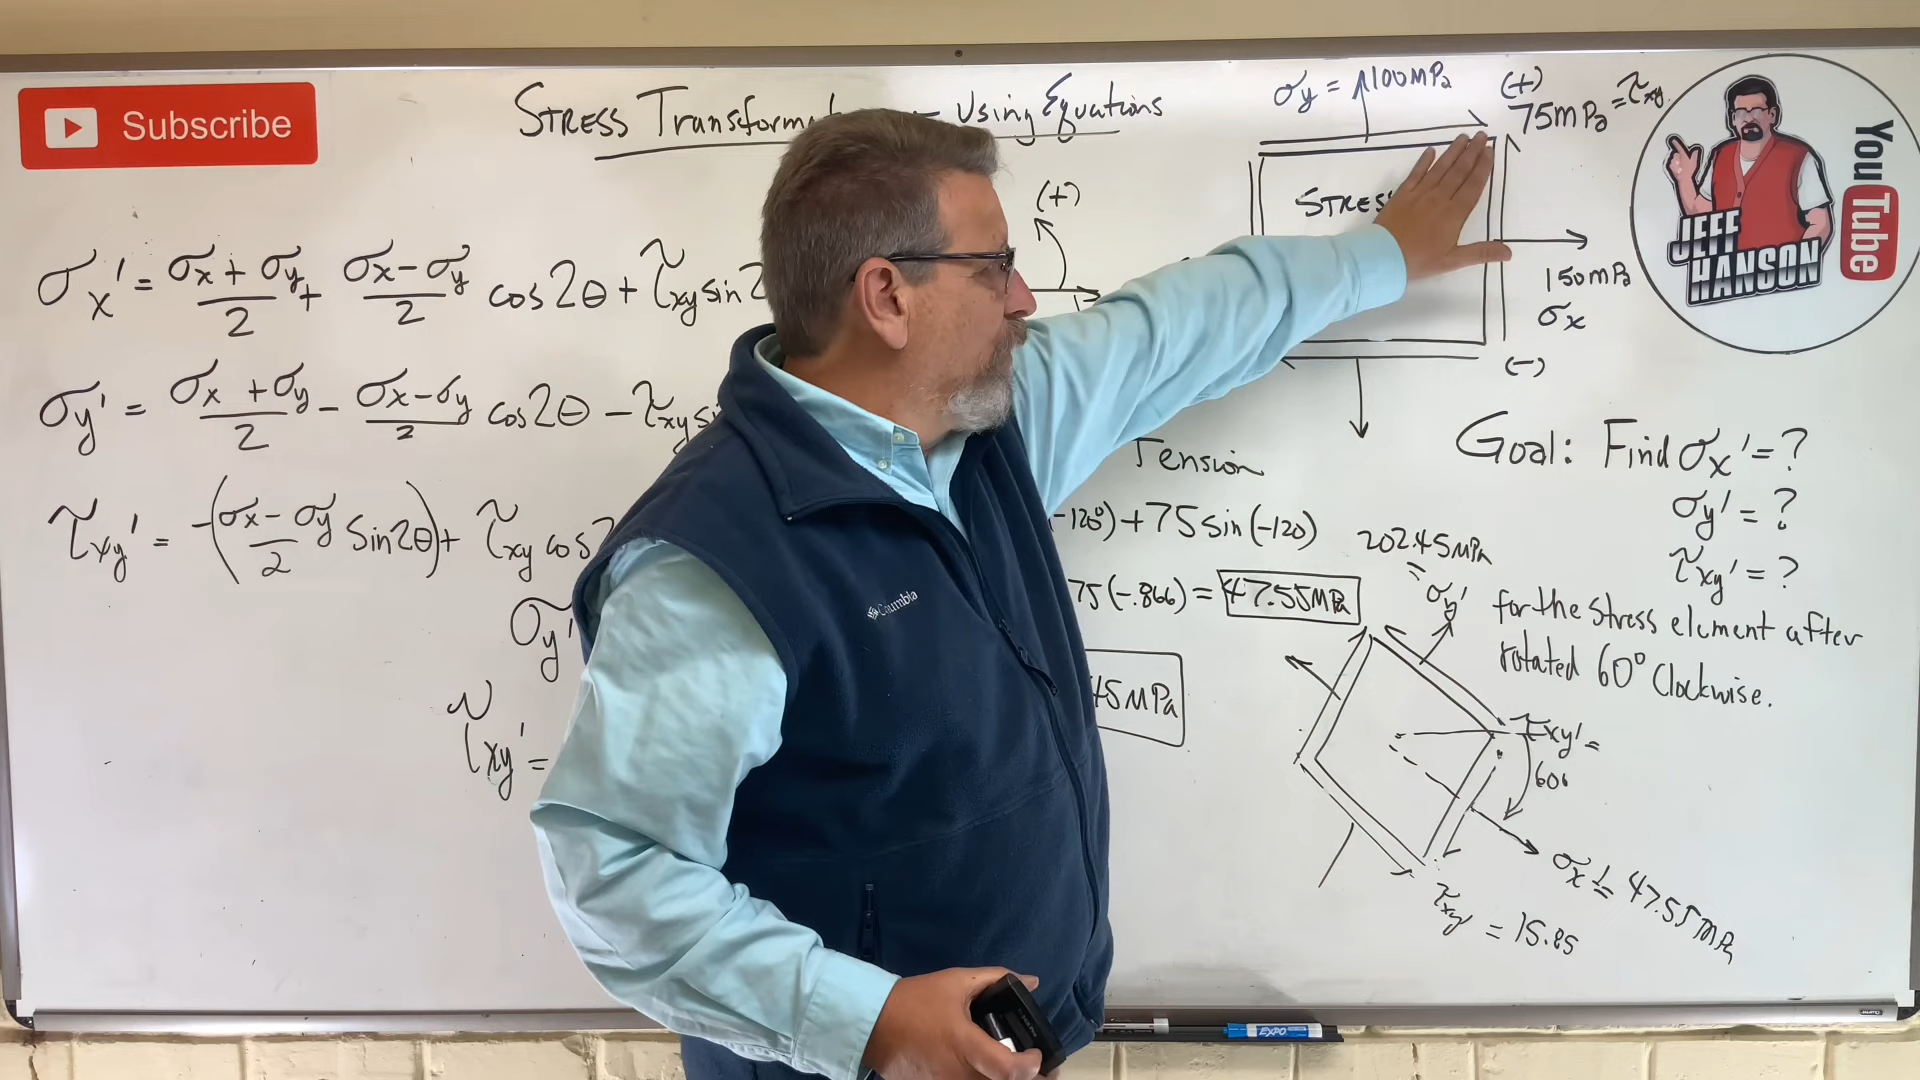 Subscribe
STRESS Transformat - Using Equations
σx' = σx + σy / 2 + σx - σy / 2 cos2θ + τxy sin2
σy' = σx + σy / 2 - σx - σy / 2 cos2θ - τxy si
τxy' = -(σx - σy / 2 sin2θ) + τxy cos
σy'
τxy' =
(+)
σy = 100MPa
(+)
75MPa = τxy
STRES
150MPa
σx
(-)
JEFF
HANSON
YouTube
Tension
-120°) + 75 sin(-120)
75(-.866) = 47.55MPa
45MPa
Goal: Find σx' = ?
σy' = ?
τxy' = ?
for the Stress element after
rotated 60° Clockwise.
202.45MPa
=
σy'
τxy' =
60°
σx' = 47.55MPa
τxy' = 15.85
Columbia
EXPO